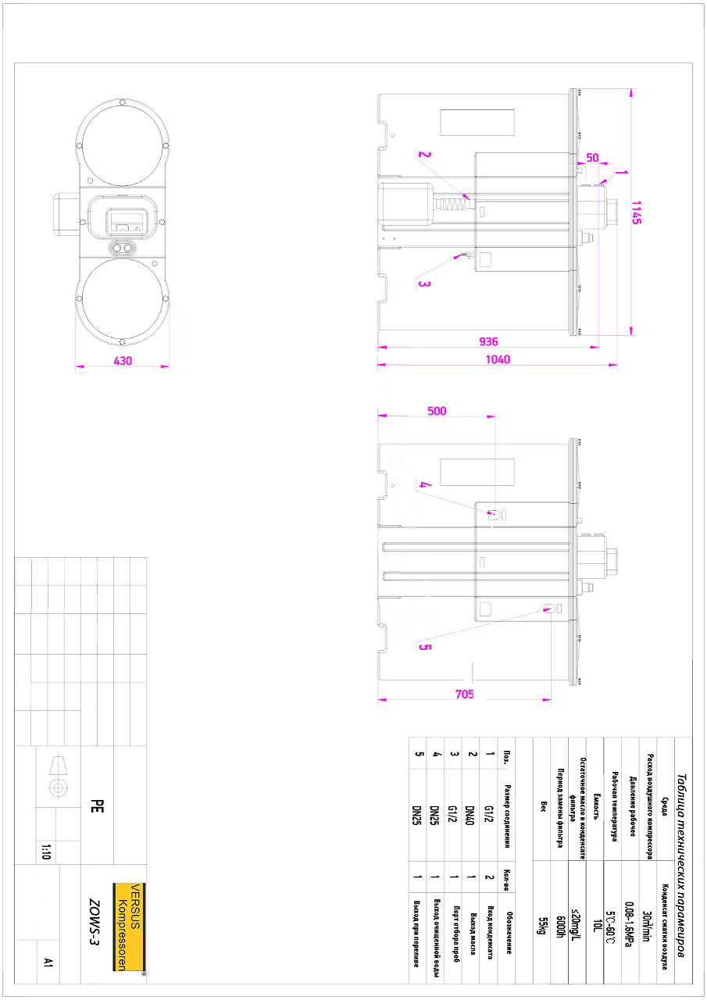 1145
50
1
2
3
936
1040
500
4
5
705
430
Таблица технических парамеиров
Среда Конденсат сжатия воздуха
Расход воздушного компрессора 30m³/min
Давление рабочее 0.08-1.6MPa
Рабочая температура 5℃-60℃
Емкость 10L
Остаточное масло в конденсате
фильтра ≤20mg/L
Период замены фильтра 6000h
Вес 55kg
Поз. Размер соединения Кол-во Обозначение
1 G1/2 2 Вход конденсата
2 DN40 1 Выход масла
3 G1/2 1 Порт отбора проб
4 DN25 1 Выход очищенной воды
5 DN25 1 Выход при переливе
PE
1:10
VERSUS
Kompressoren®
ZOWS-3
A1